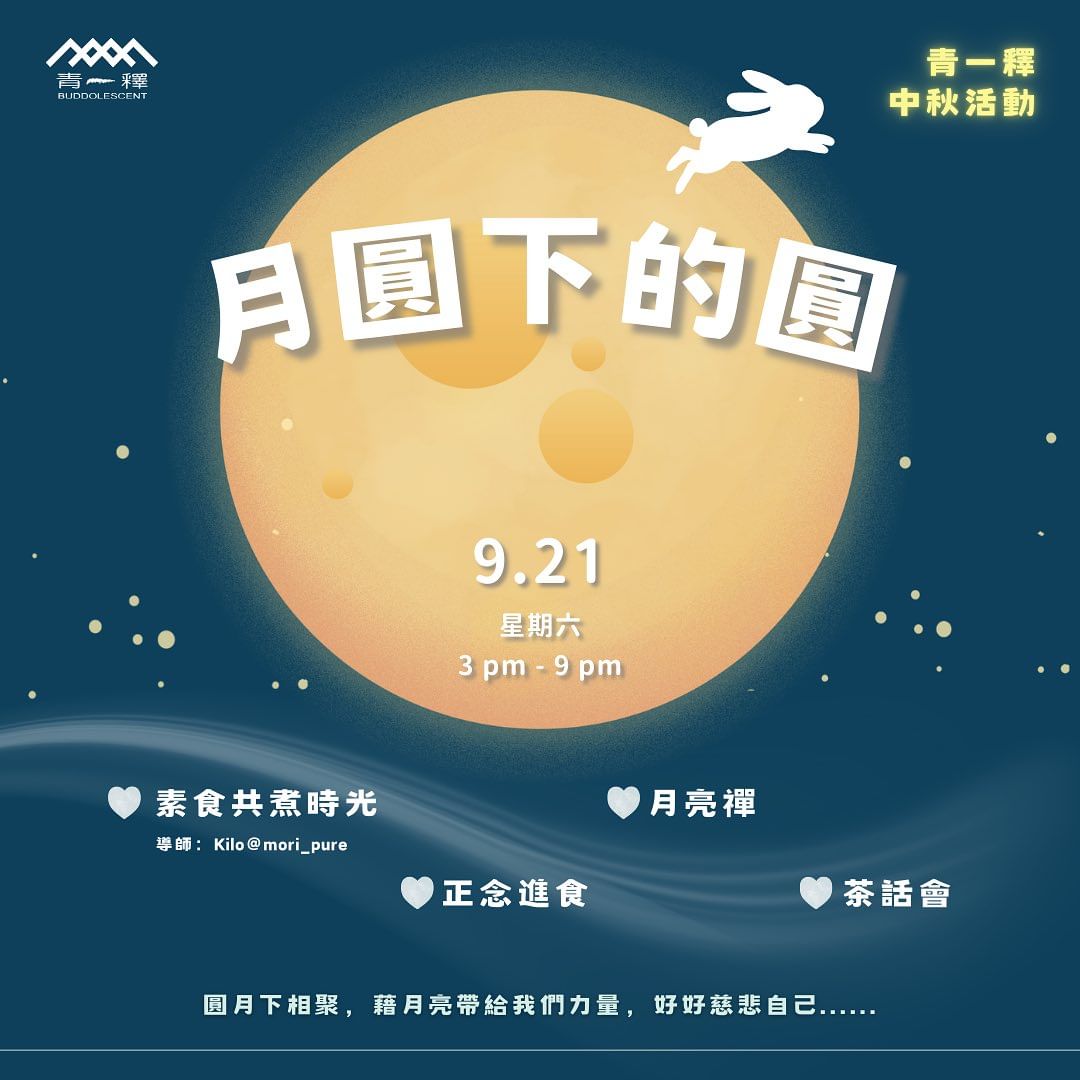 青一釋
BUDDOLESCENT
青一釋
中秋活動
月圓下的圓
9.21
星期六
3 pm - 9 pm
素食共煮時光
導師：Kilo@mori_pure
月亮禪
正念進食
茶話會
圓月下相聚，藉月亮帶給我們力量，好好慈悲自己......